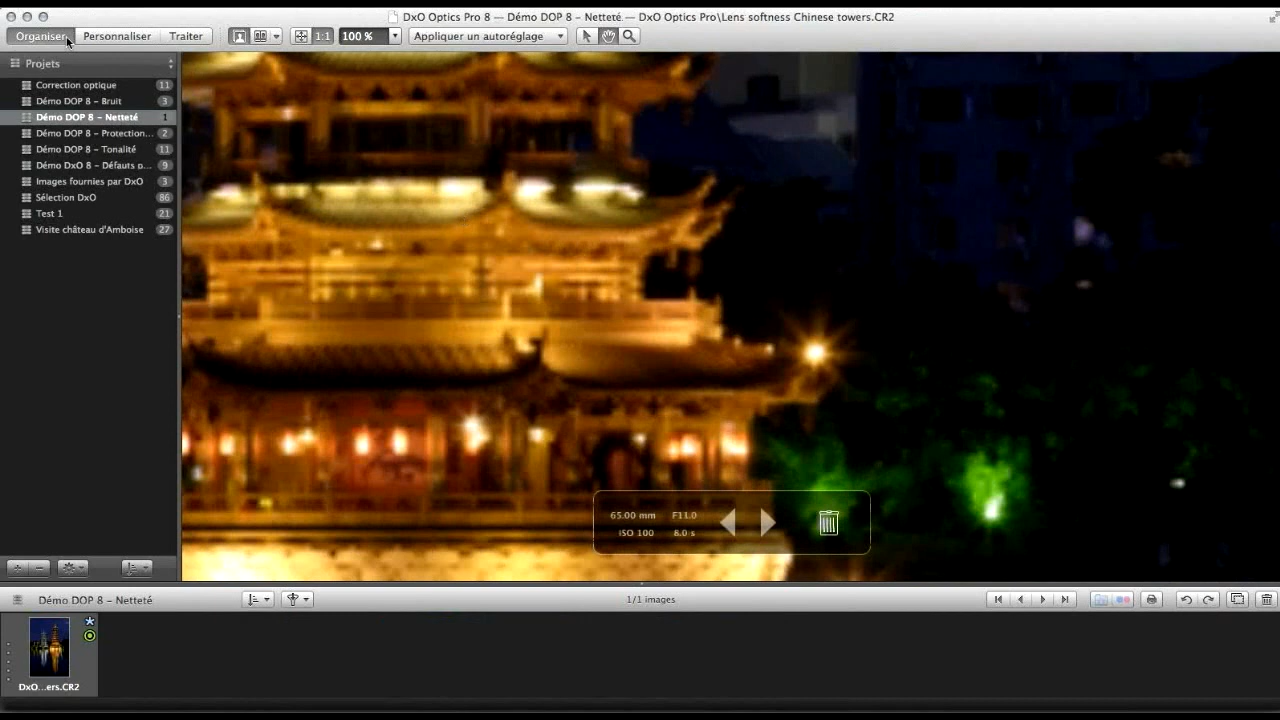 DxO Optics Pro 8 — Démo DOP 8 – Netteté — DxO Optics Pro\Lens softness Chinese towers.CR2
Organiser Personnaliser Traiter 1:1 100 % Appliquer un autoréglage
Projets
Correction optique 11
Démo DOP 8 – Bruit 3
Démo DOP 8 – Netteté 1
Démo DOP 8 – Protection... 2
Démo DOP 8 – Tonalité 11
Démo DxO 8 – Défauts p... 9
Images fournies par DxO 3
Sélection DxO 86
Test 1 21
Visite château d'Amboise 27
65.00 mm F11.0
ISO 100 8.0 s
Démo DOP 8 – Netteté 1/1 images
DxO...ers.CR2